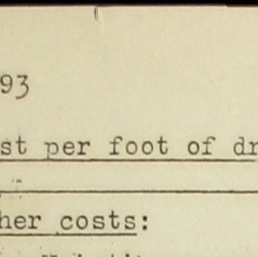 93
st per foot of dr
her costs: